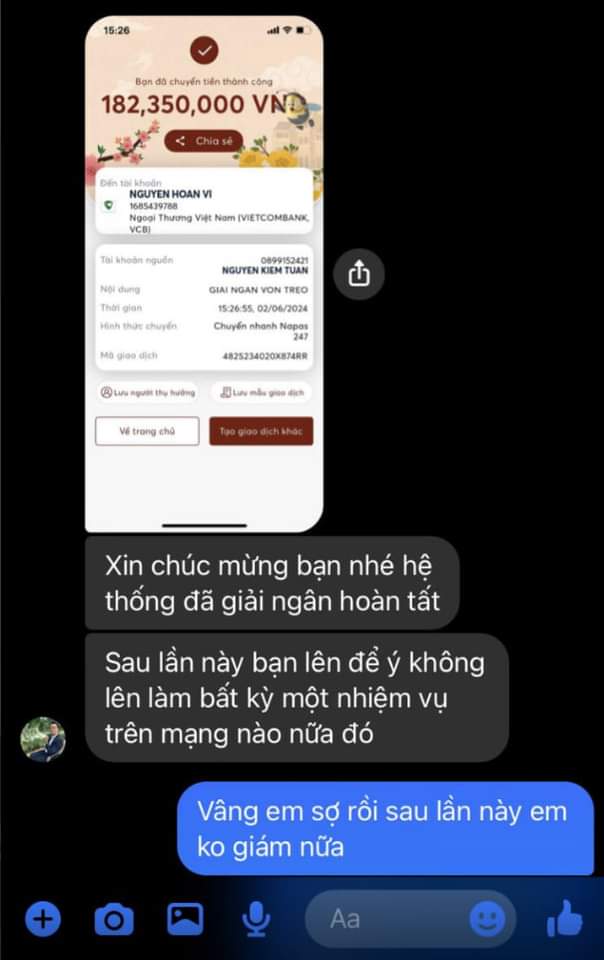 15:26
Bạn đã chuyển tiền thành công
182,350,000 VND
Chia sẻ
Đến tài khoản
NGUYEN HOAN VI
1685439788
Ngoại Thương Việt Nam (VIETCOMBANK,
VCB)
Tài khoản nguồn 0899152421
NGUYEN KIEM TUAN
Nội dung GIAI NGAN VON TREO
Thời gian 15:26:55, 02/06/2024
Hình thức chuyển Chuyển nhanh Napas
247
Mã giao dịch 4825234020X874RR
Lưu người thụ hưởng Lưu mẫu giao dịch
Về trang chủ Tạo giao dịch khác
Xin chúc mừng bạn nhé hệ
thống đã giải ngân hoàn tất
Sau lần này bạn lên để ý không
lên làm bất kỳ một nhiệm vụ
trên mạng nào nữa đó
Vâng em sợ rồi sau lần này em
ko giám nữa
Aa